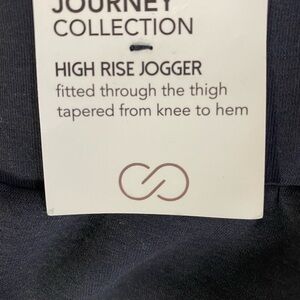 JOURNEY
COLLECTION
HIGH RISE JOGGER
fitted through the thigh
tapered from knee to hem